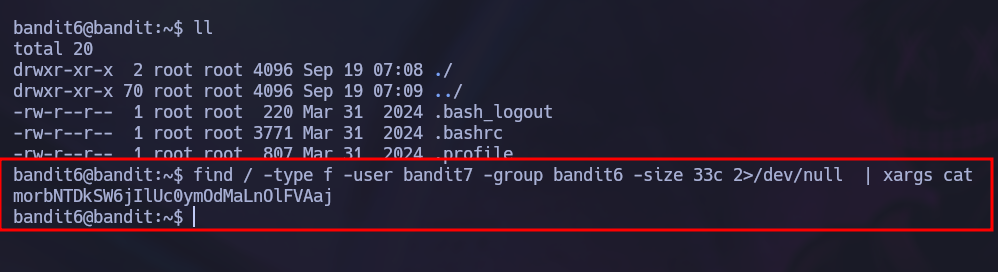 bandit6@bandit:~$ ll
total 20
drwxr-xr-x  2 root root 4096 Sep 19 07:08 ./
drwxr-xr-x 70 root root 4096 Sep 19 07:09 ../
-rw-r--r--  1 root root  220 Mar 31  2024 .bash_logout
-rw-r--r--  1 root root 3771 Mar 31  2024 .bashrc
-rw-r--r--  1 root root  807 Mar 31  2024 .profile
bandit6@bandit:~$ find / -type f -user bandit7 -group bandit6 -size 33c 2>/dev/null  | xargs cat
morbNTDkSW6jIlUc0ymOdMaLnOlFVAaj
bandit6@bandit:~$